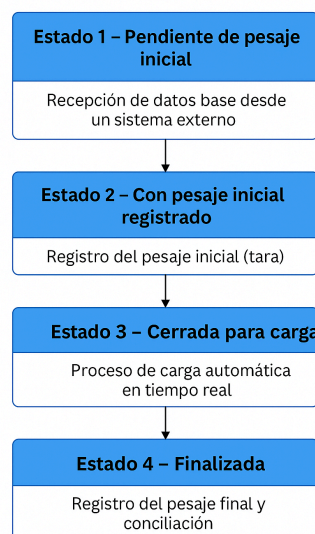 Estado 1 – Pendiente de pesaje
inicial
Recepción de datos base desde
un sistema externo
Estado 2 – Con pesaje inicial
registrado
Registro del pesaje inicial (tara)
Estado 3 – Cerrada para carga
Proceso de carga automática
en tiempo real
Estado 4 – Finalizada
Registro del pesaje final y
conciliación